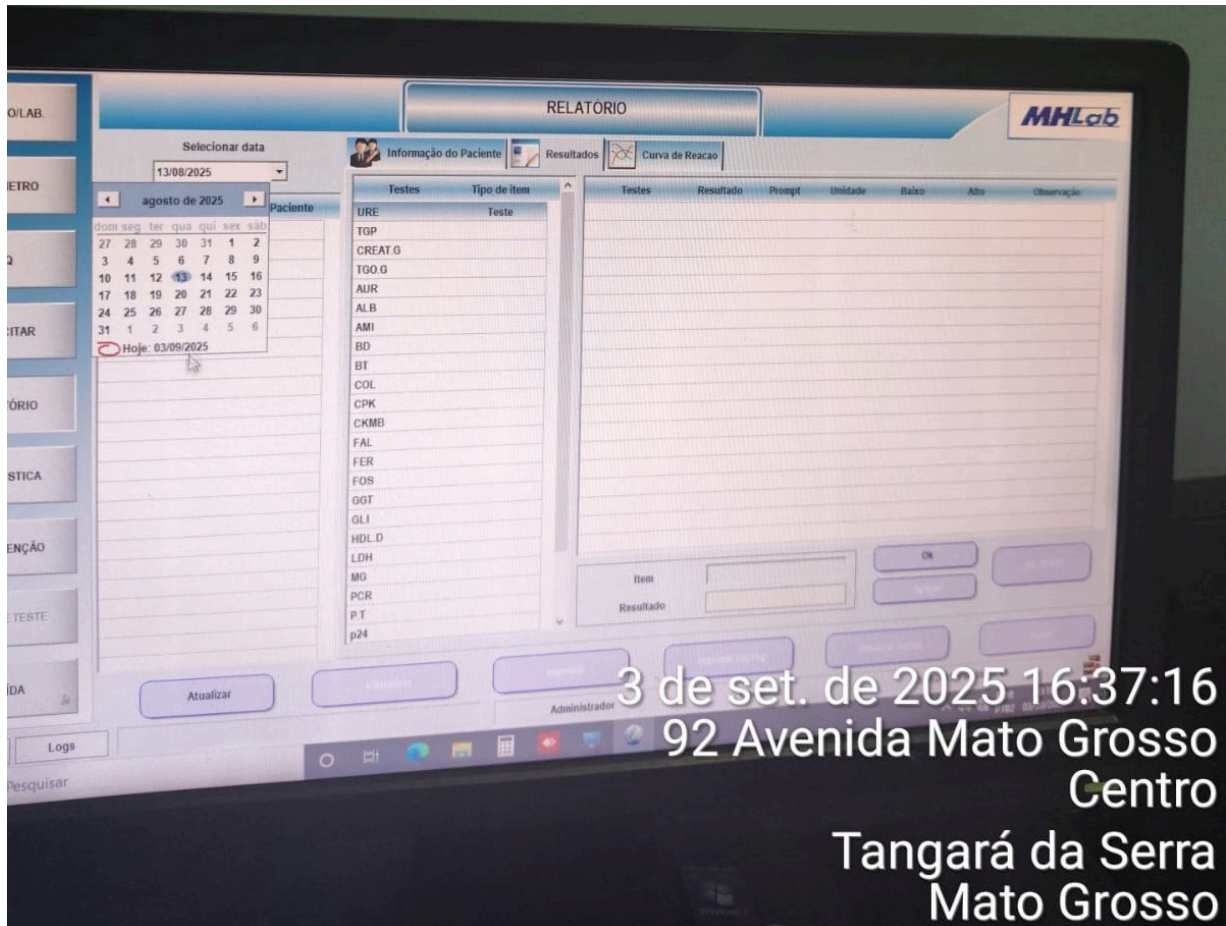 RELATÓRIO
MHLab
O/LAB.
ETRO
Q
CITAR
ÓRIO
STICA
ENÇÃO
E TESTE
ÍDA
Logs
Pesquisar
Selecionar data
13/08/2025
agosto de 2025
Paciente
dom seg ter qua qui sex sáb
27 28 29 30 31 1 2
3 4 5 6 7 8 9
10 11 12 13 14 15 16
17 18 19 20 21 22 23
24 25 26 27 28 29 30
31 1 2 3 4 5 6
Hoje: 03/09/2025
Informação do Paciente Resultados Curva de Reacao
Testes Tipo de item
URE Teste
TGP
CREAT.G
TGO.G
AUR
ALB
AMI
BD
BT
COL
CPK
CKMB
FAL
FER
FOS
GGT
GLI
HDL.D
LDH
MG
PCR
P.T
p24
Testes Resultado Prompt Unidade Baixo Alto Observação
Item
Resultado
Ok
Atualizar
Visualizar
Administrador
3 de set. de 2025 16:37:16
92 Avenida Mato Grosso
Centro
Tangará da Serra
Mato Grosso